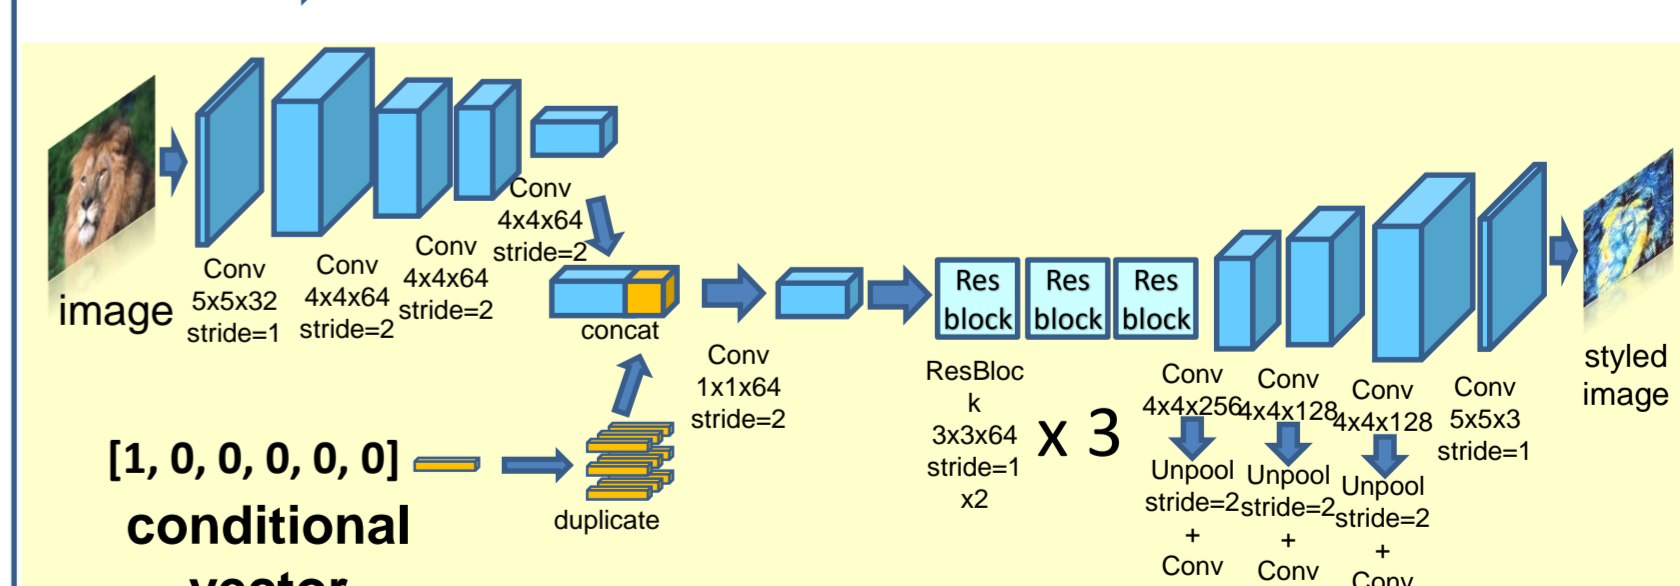 image
Conv
5x5x32
stride=1
Conv
4x4x64
stride=2
Conv
4x4x64
stride=2
Conv
4x4x64
stride=2
concat
[1, 0, 0, 0, 0, 0]
conditional
vector
duplicate
Conv
1x1x64
stride=2
Res
block
Res
block
Res
block
ResBloc
k
3x3x64
stride=1
x2
x 3
Conv
4x4x256
Unpool
stride=2
+
Conv
Conv
4x4x128
Unpool
stride=2
+
Conv
Conv
4x4x128
Unpool
stride=2
+
Conv
Conv
5x5x3
stride=1
styled
image